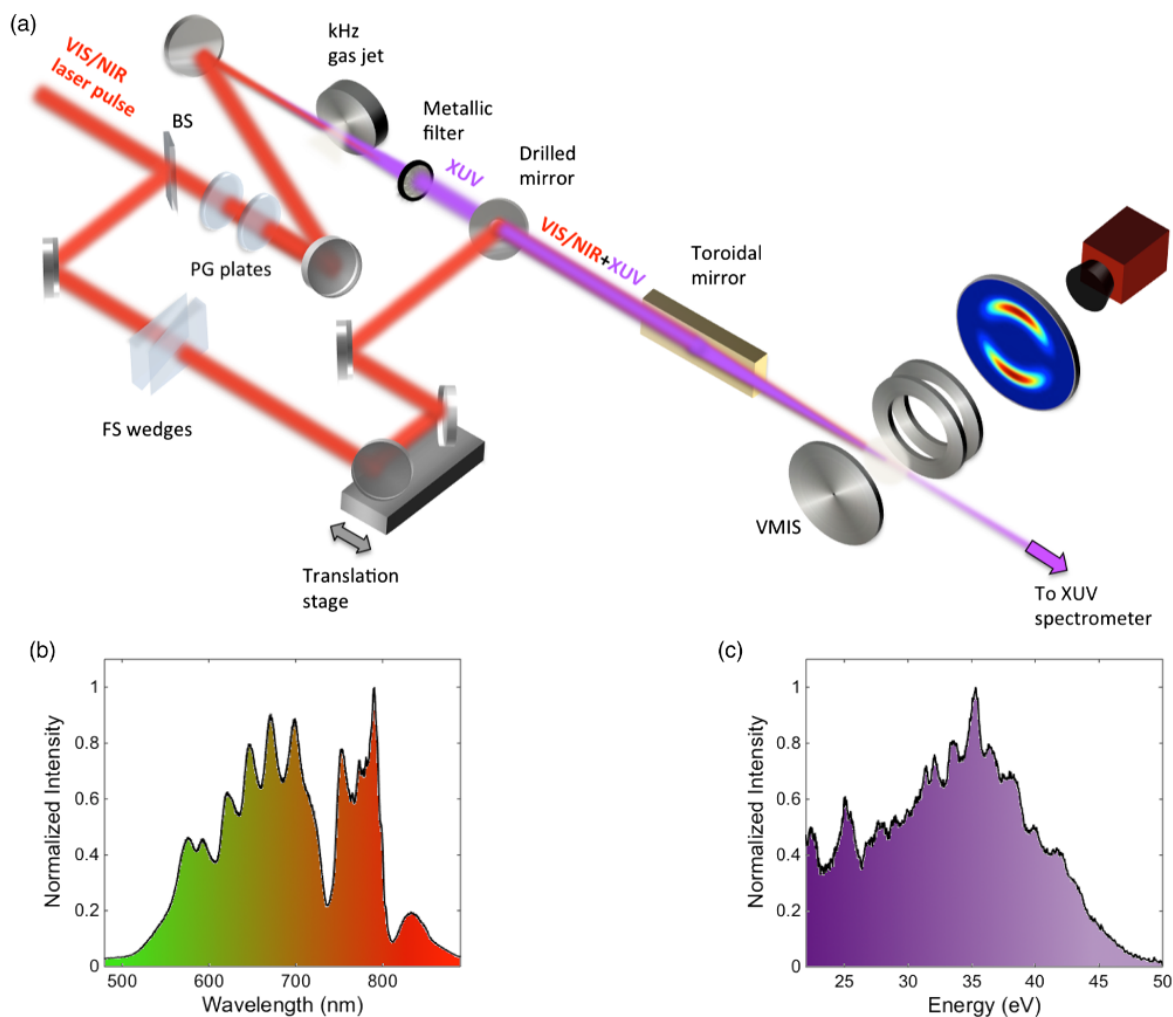 (a)
VIS/NIR
laser pulse
BS
PG plates
kHz
gas jet
Metallic
filter
XUV
Drilled
mirror
VIS/NIR+XUV
Toroidal
mirror
FS wedges
Translation
stage
VMIS
To XUV
spectrometer
(b)
Normalized Intensity
1
0.8
0.6
0.4
0.2
0
500
600
700
800
Wavelength (nm)
(c)
Normalized Intensity
1
0.8
0.6
0.4
0.2
0
25
30
35
40
45
50
Energy (eV)